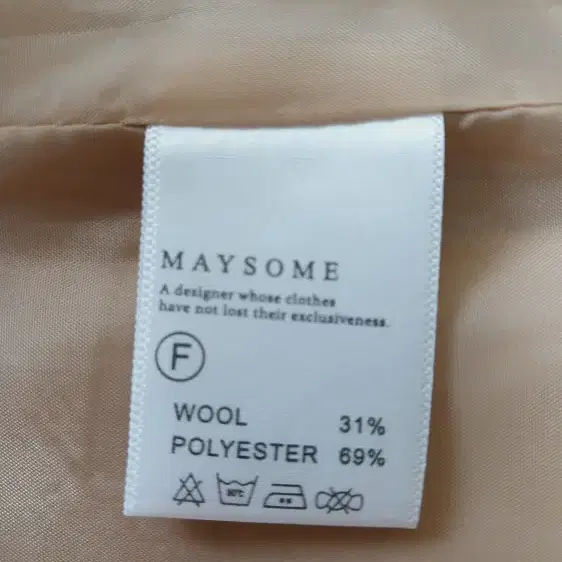 MAYSOME
A designer whose clothes
have not lost their exclusiveness.
F
WOOL 31%
POLYESTER 69%